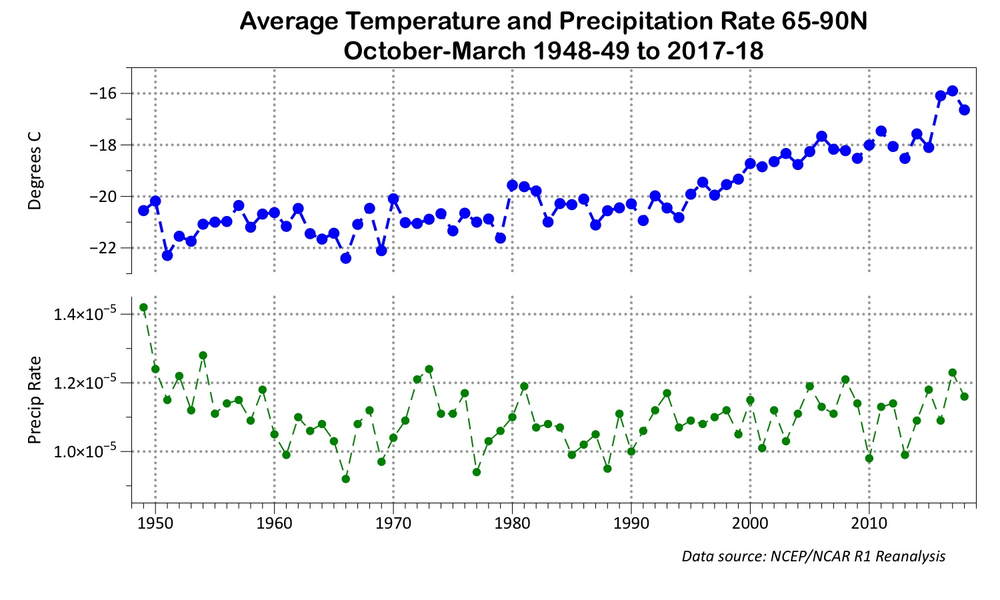 Average Temperature and Precipitation Rate 65-90N
October-March 1948-49 to 2017-18
Degrees C
−16
−18
−20
−22
Precip Rate
1.4×10⁻⁵
1.2×10⁻⁵
1.0×10⁻⁵
1950 1960 1970 1980 1990 2000 2010
Data source: NCEP/NCAR R1 Reanalysis